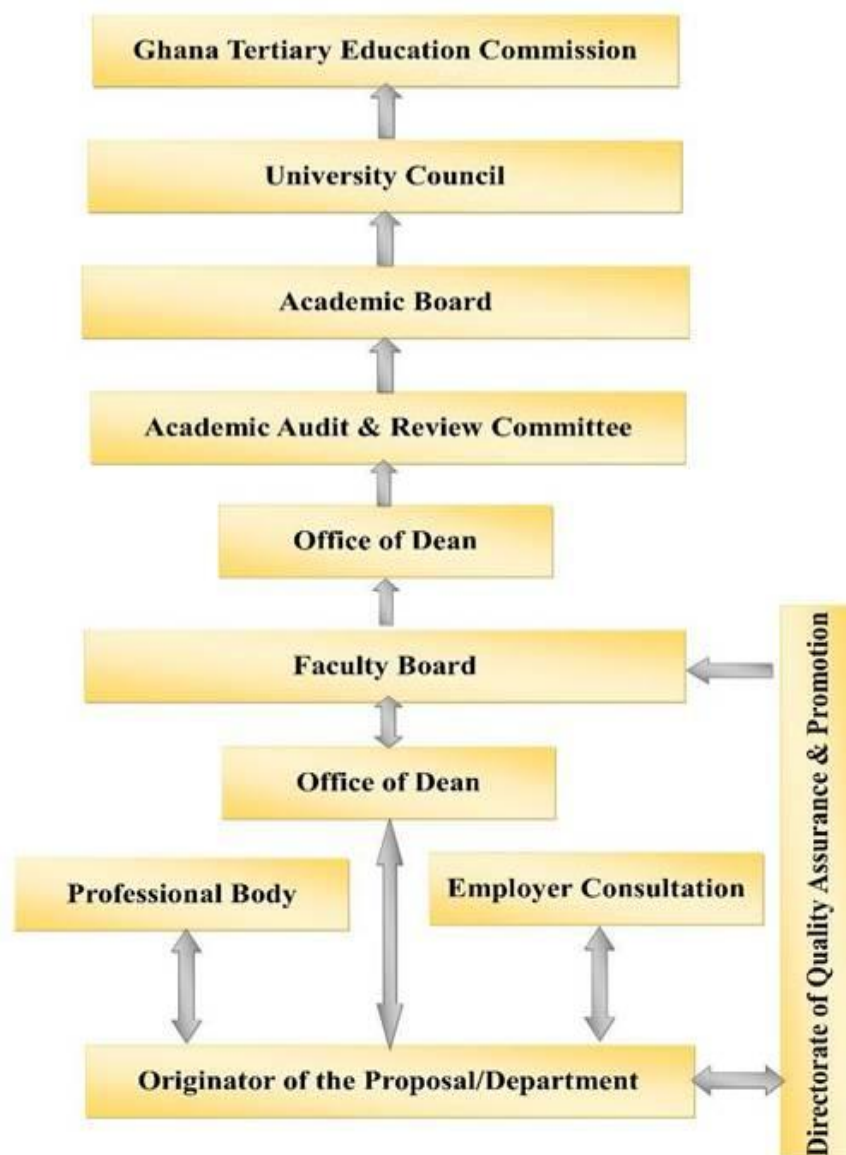 Ghana Tertiary Education Commission
University Council
Academic Board
Academic Audit & Review Committee
Office of Dean
Faculty Board
Office of Dean
Professional Body
Employer Consultation
Originator of the Proposal/Department
Directorate of Quality Assurance & Promotion